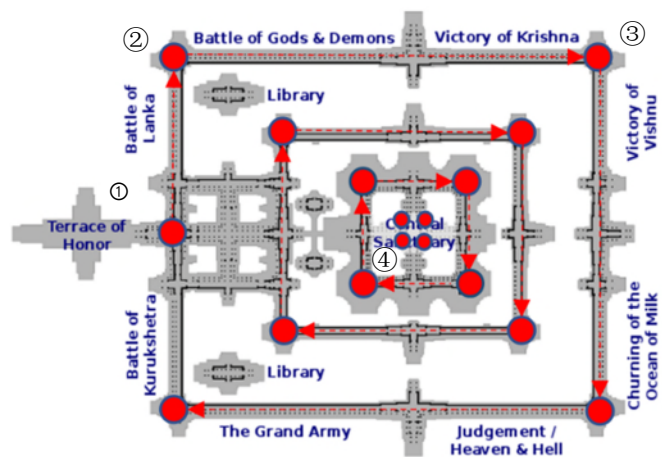 ②
Battle of Gods & Demons
Victory of Krishna
③
Battle of
Lanka
Library
Victory of
Vishnu
①
Terrace of
Honor
Central
Sanctuary
④
Battle of
Kurukshetra
Library
Churning of the
Ocean of Milk
The Grand Army
Judgement /
Heaven & Hell